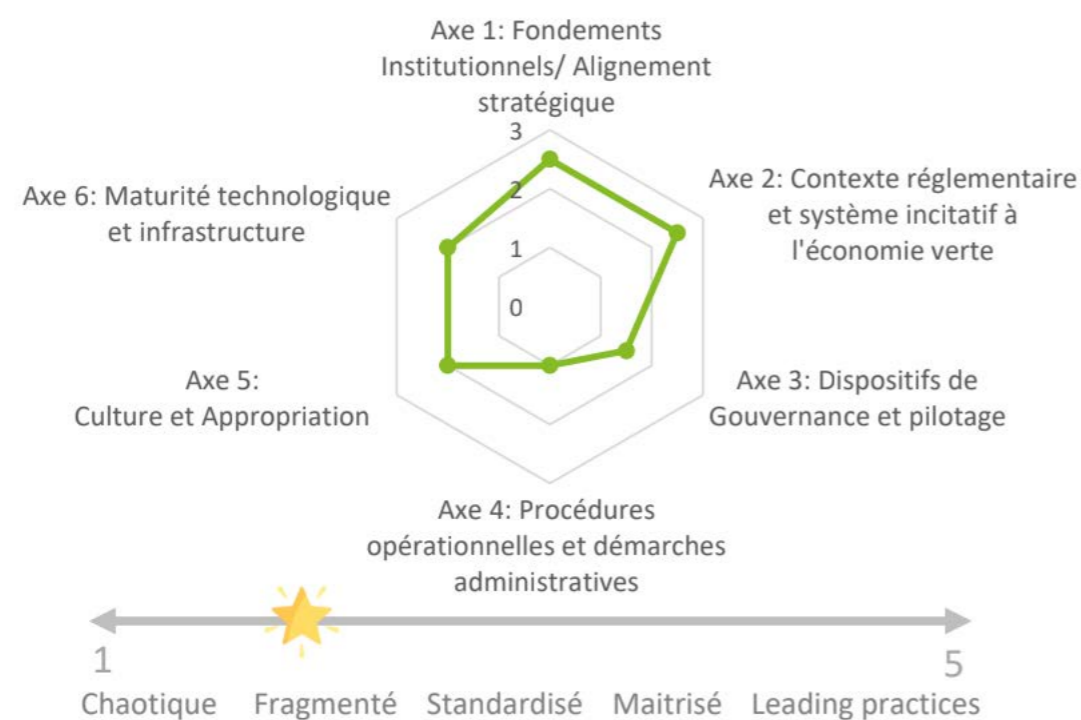 Axe 1: Fondements
Institutionnels/ Alignement
stratégique
3
2
1
0
Axe 6: Maturité technologique
et infrastructure
Axe 2: Contexte réglementaire
et système incitatif à
l'économie verte
Axe 5:
Culture et Appropriation
Axe 3: Dispositifs de
Gouvernance et pilotage
Axe 4: Procédures
opérationnelles et démarches
administratives
1
5
Chaotique Fragmenté Standardisé Maitrisé Leading practices